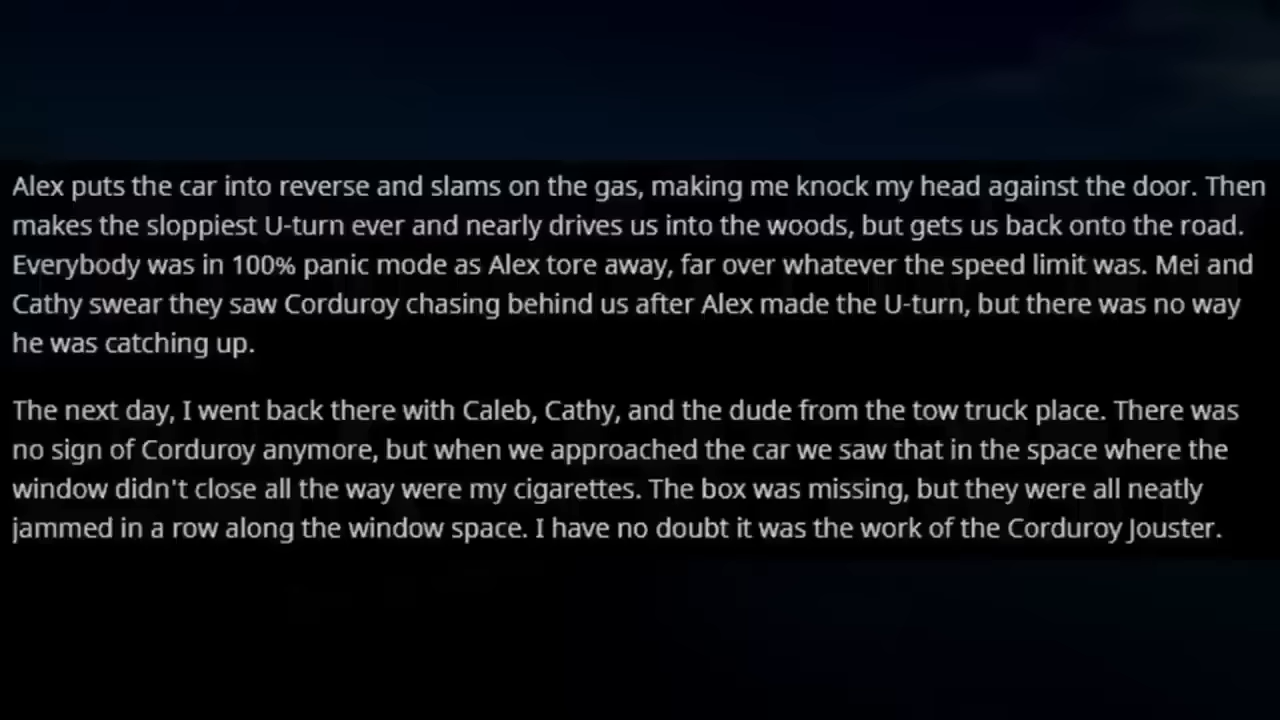 Alex puts the car into reverse and slams on the gas, making me knock my head against the door. Then
makes the sloppiest U-turn ever and nearly drives us into the woods, but gets us back onto the road.
Everybody was in 100% panic mode as Alex tore away, far over whatever the speed limit was. Mei and
Cathy swear they saw Corduroy chasing behind us after Alex made the U-turn, but there was no way
he was catching up.
The next day, I went back there with Caleb, Cathy, and the dude from the tow truck place. There was
no sign of Corduroy anymore, but when we approached the car we saw that in the space where the
window didn't close all the way were my cigarettes. The box was missing, but they were all neatly
jammed in a row along the window space. I have no doubt it was the work of the Corduroy Jouster.